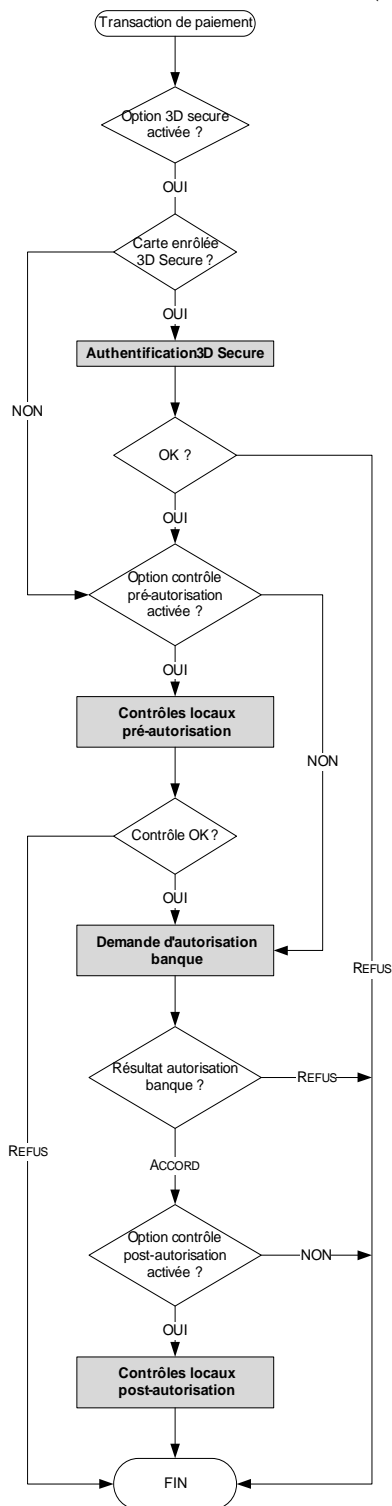 Transaction de paiement
Option 3D secure
activée ?
OUI
Carte enrôlée
3D Secure ?
OUI
Authentification3D Secure
NON
OK ?
OUI
Option contrôle
pré-autorisation
activée ?
OUI
Contrôles locaux
pré-autorisation
NON
Contrôle OK?
OUI
Demande d'autorisation
banque
REFUS
Résultat autorisation
banque ?
REFUS
REFUS
ACCORD
Option contrôle
post-autorisation
activée ?
NON
OUI
Contrôles locaux
post-autorisation
FIN